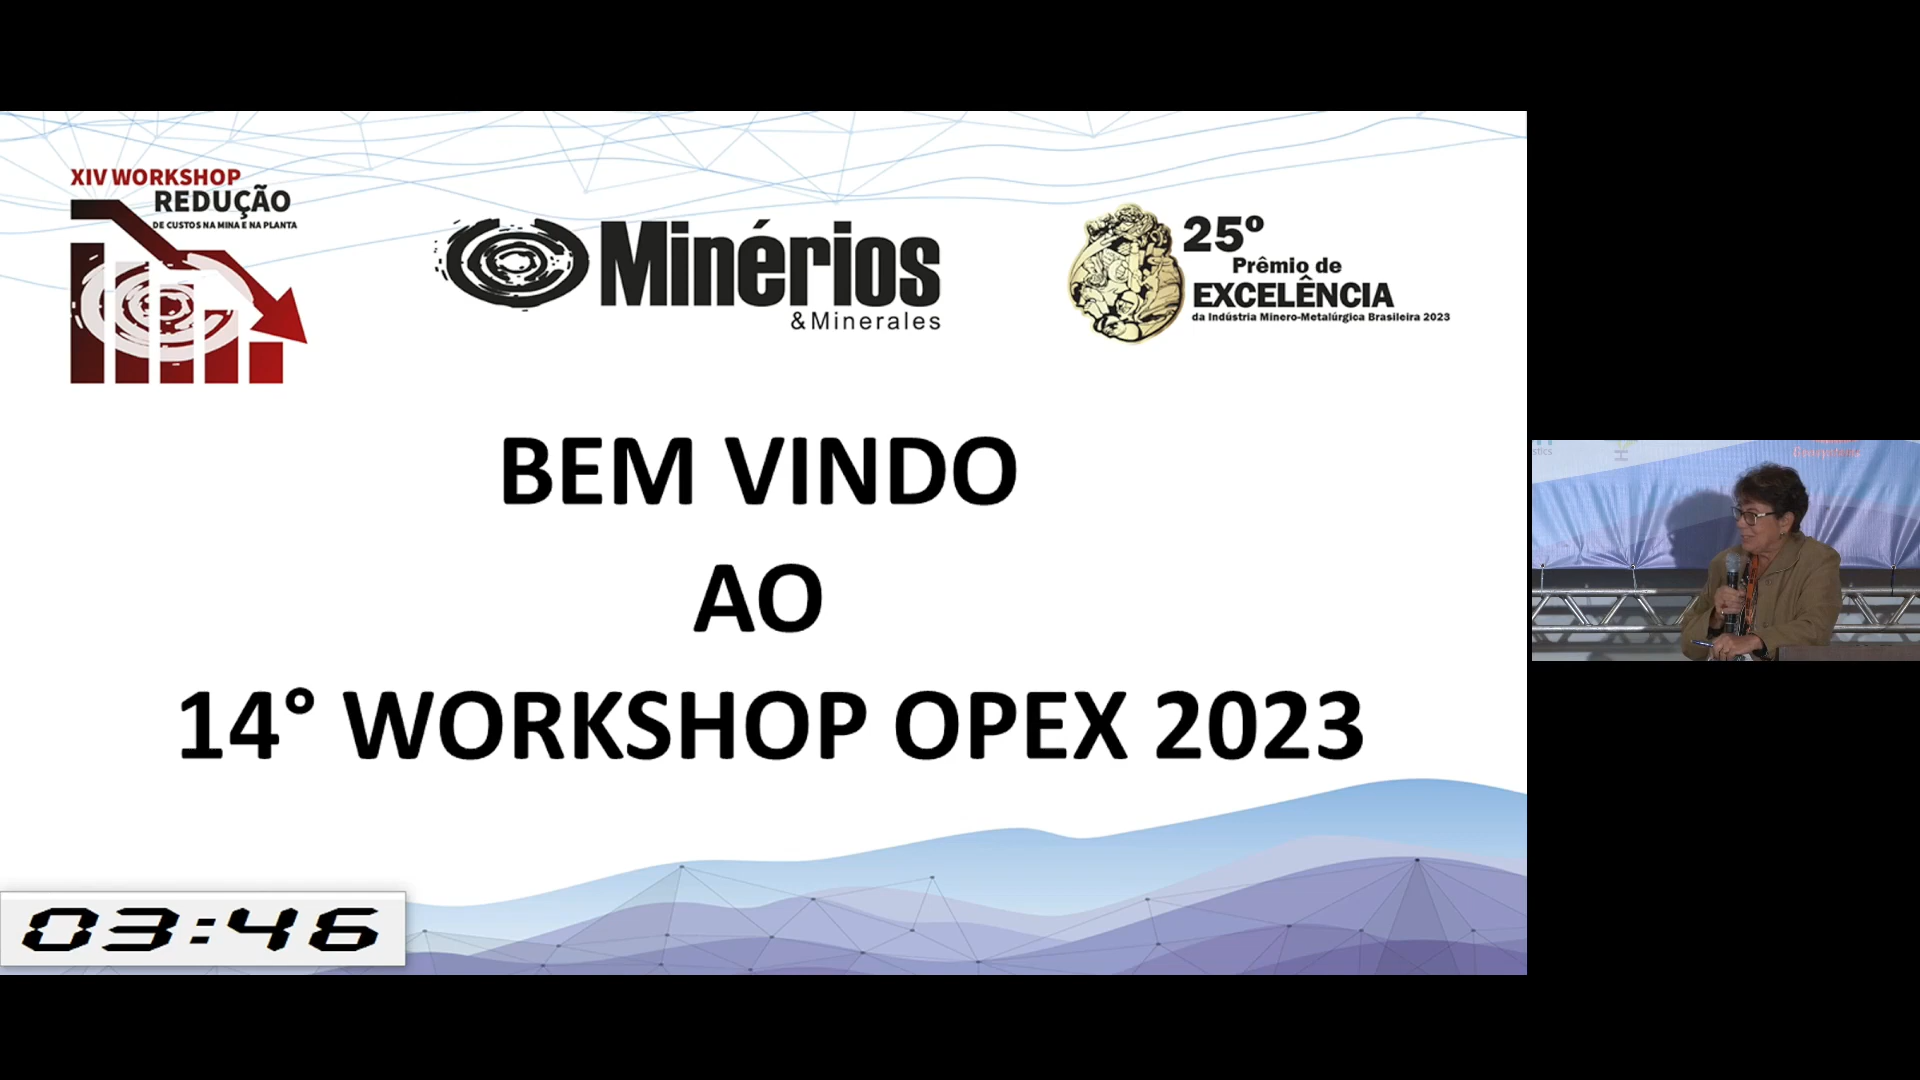 XIV WORKSHOP
REDUÇÃO
DE CUSTOS NA MINA E NA PLANTA
Minérios
&Minerales
25º
Prêmio de
EXCELÊNCIA
da Indústria Minero-Metalúrgica Brasileira 2023
BEM VINDO
AO
14° WORKSHOP OPEX 2023
03:46